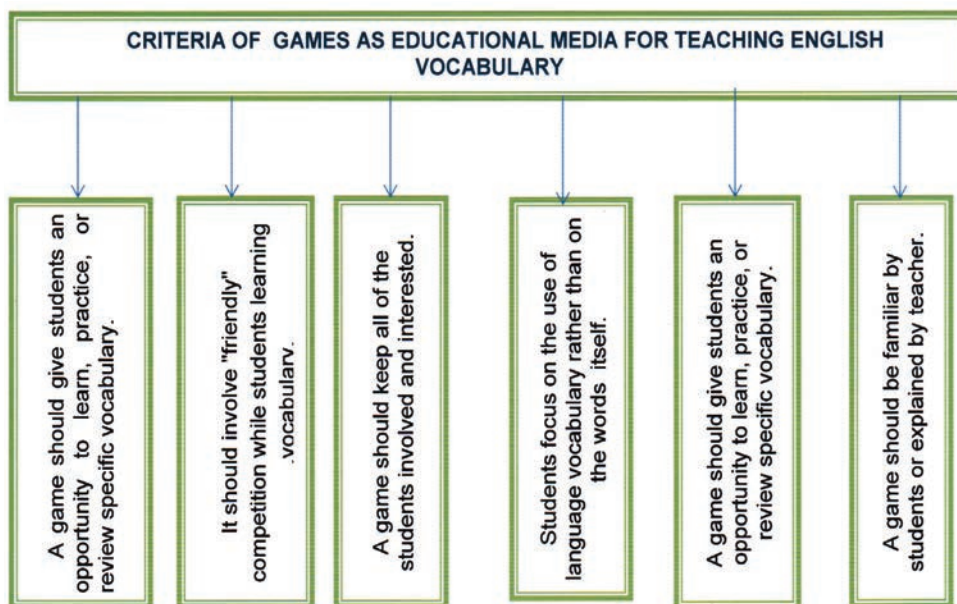 CRITERIA OF GAMES AS EDUCATIONAL MEDIA FOR TEACHING ENGLISH
VOCABULARY
A game should give students an
opportunity to learn, practice, or
review specific vocabulary.
It should involve "friendly"
competition while students learning
.vocabulary.
A game should keep all of the
students involved and interested.
Students focus on the use of
language vocabulary rather than on
the words itself.
A game should give students an
opportunity to learn, practice, or
review specific vocabulary.
A game should be familiar by
students or explained by teacher.